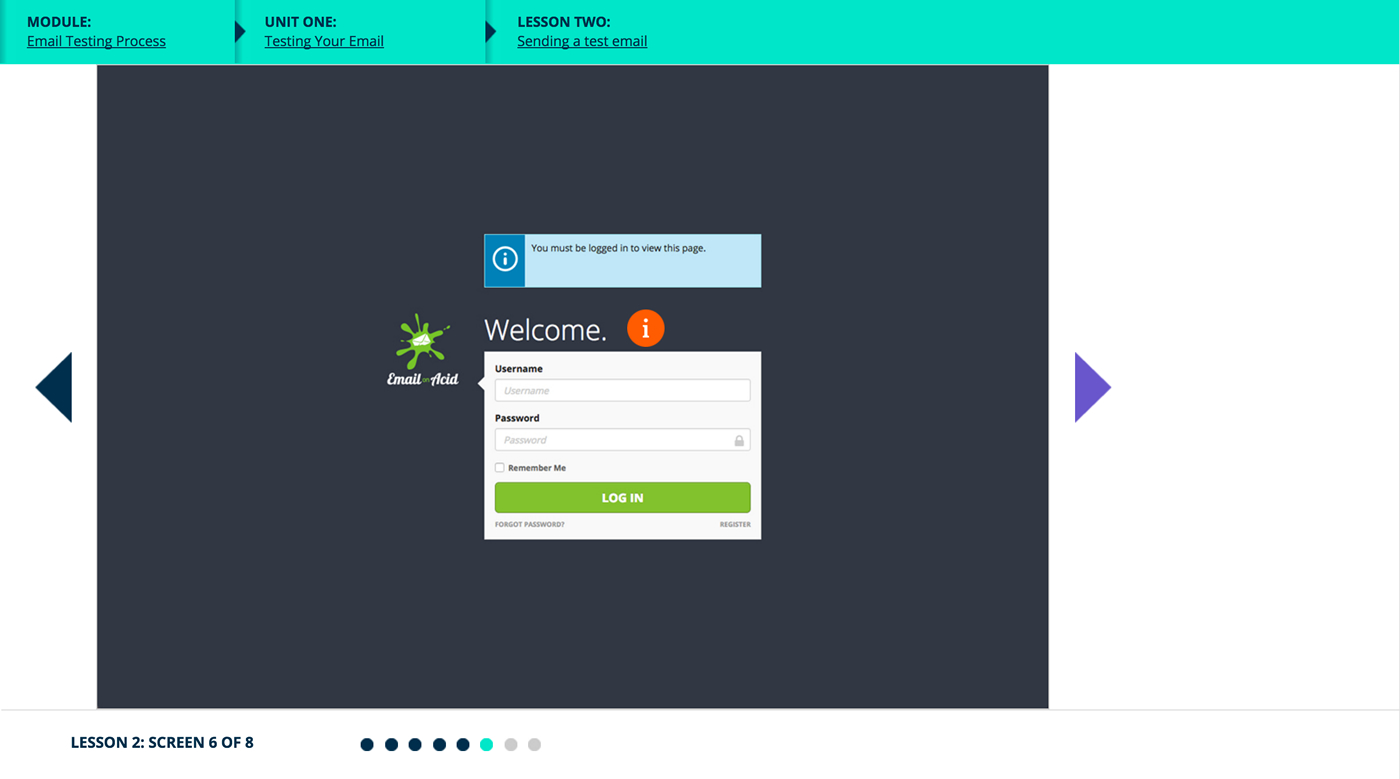 MODULE:
Email Testing Process
UNIT ONE:
Testing Your Email
LESSON TWO:
Sending a test email
You must be logged in to view this page.
Welcome.
i
Email on Acid
Username
Username
Password
Password
Remember Me
LOG IN
FORGOT PASSWORD?
REGISTER
LESSON 2: SCREEN 6 OF 8